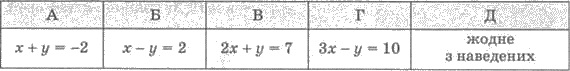 А Б В Г Д
x + y = –2 x – y = 2 2x + y = 7 3x – y = 10 жодне
з наведених